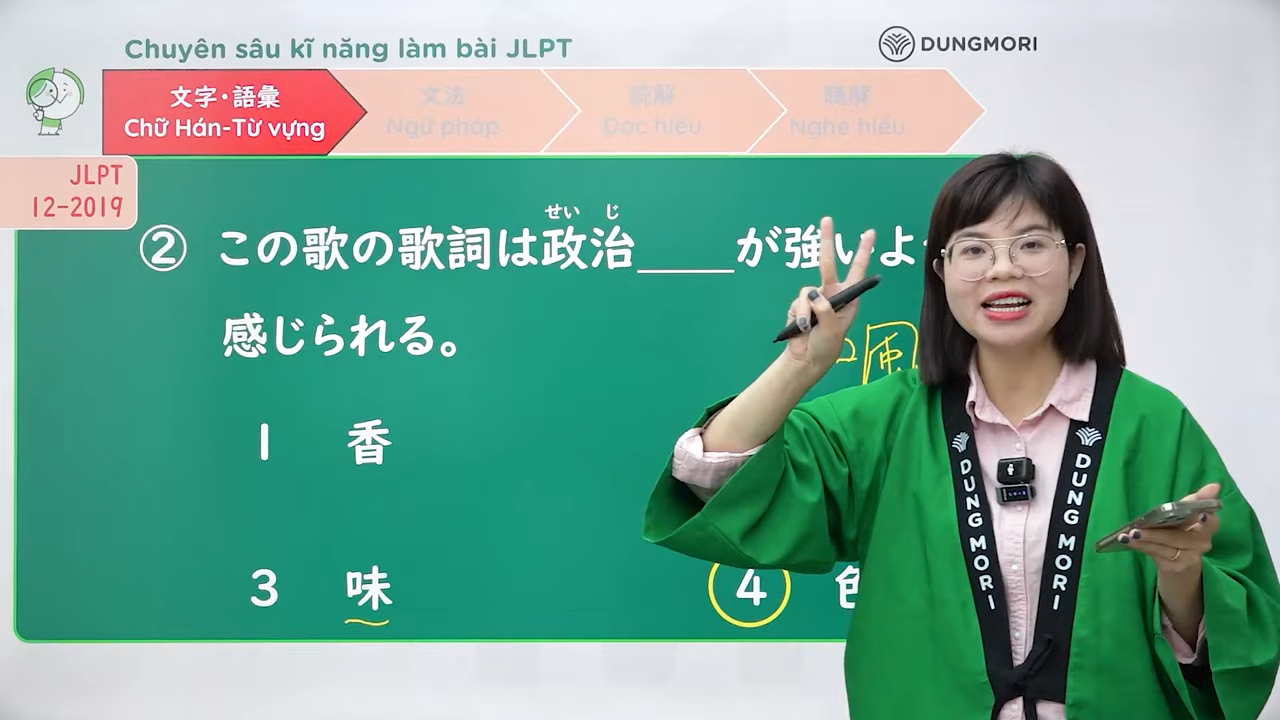 Chuyên sâu kĩ năng làm bài JLPT
DUNGMORI
文字・語彙
Chữ Hán-Từ vựng
文法
Ngữ pháp
読解
Đọc hiểu
聴解
Nghe hiểu
JLPT
12-2019
せい じ
② この歌の歌詞は政治____が強いよ
感じられる。
1 香
3 味
4 色
DUNG MORI
DUNG MORI